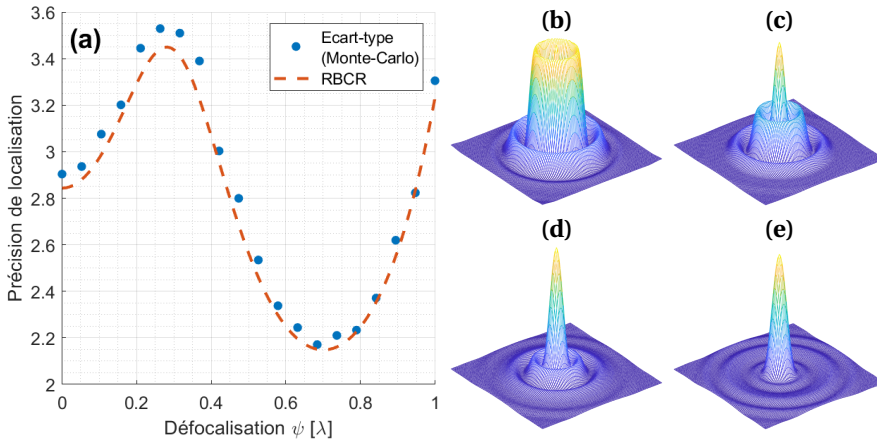 (a)
Ecart-type
(Monte-Carlo)
RBCR
3.6
3.4
3.2
3
2.8
2.6
2.4
2.2
2
Précision de localisation
0
0.2
0.4
0.6
0.8
1
Défocalisation ψ [λ]
(b)
(c)
(d)
(e)